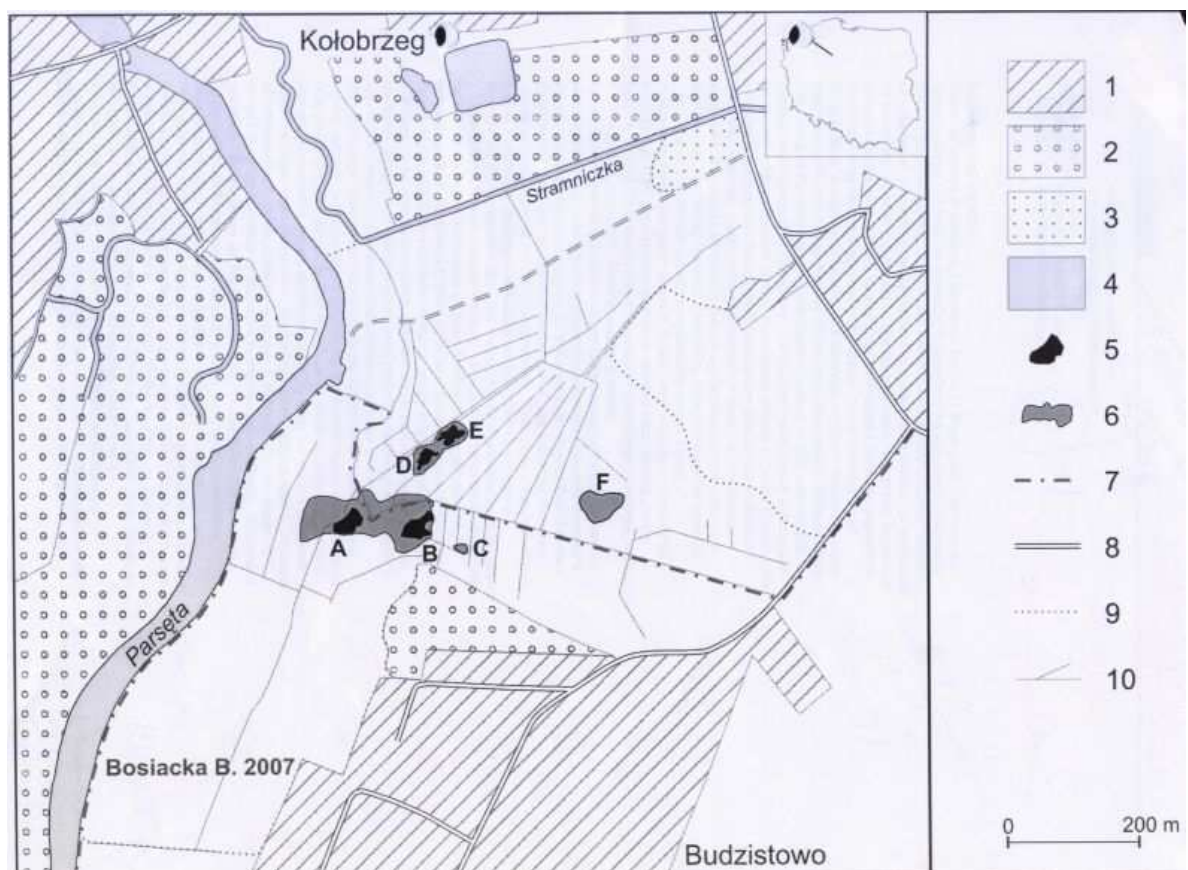 Kołobrzeg
Stramniczka
E
D
F
A
B
C
Parsęta
Bosiacka B. 2007
Budzistowo
1
2
3
4
5
6
7
8
9
10
0 200 m